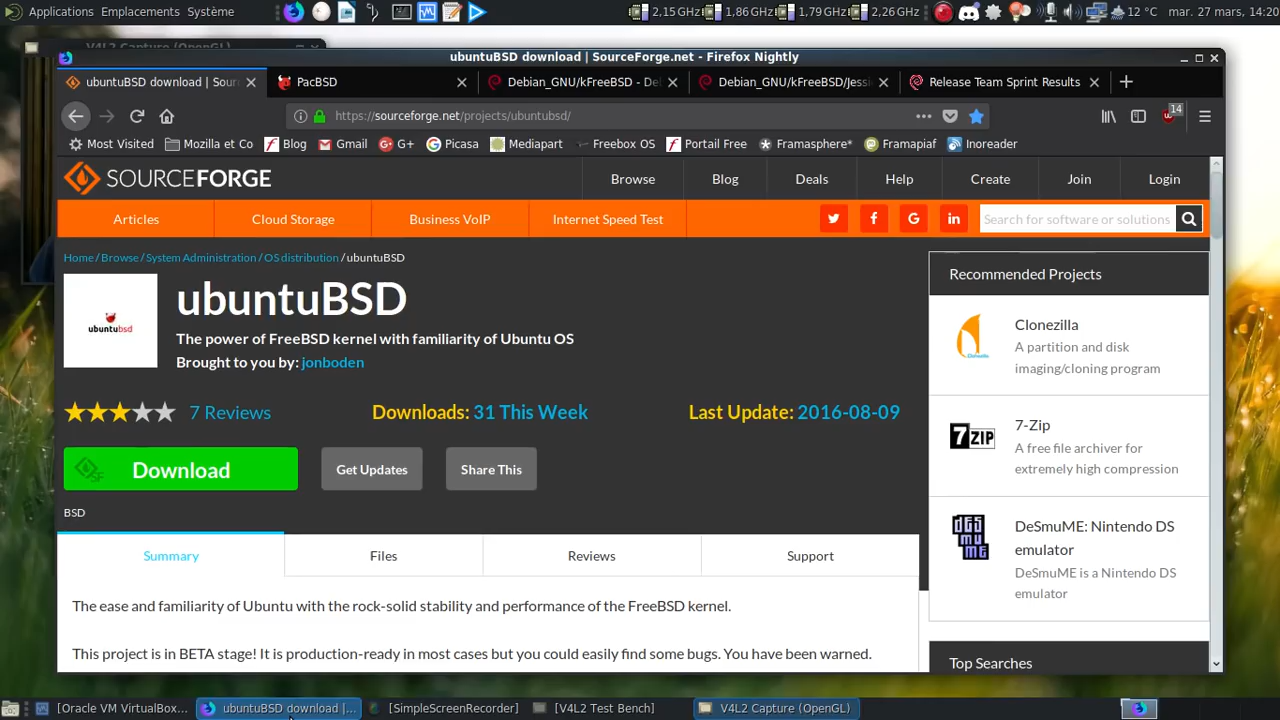 Applications Emplacements Système 2,15 GHz 1,86 GHz 1,79 GHz 2,26 GHz 12 °C mar. 27 mars, 14:20
V4L2 Capture (OpenGL)
ubuntuBSD download | SourceForge.net - Firefox Nightly
ubuntuBSD download | Sour PacBSD Debian_GNU/kFreeBSD - De Debian_GNU/kFreeBSD/Jessi Release Team Sprint Results
https://sourceforge.net/projects/ubuntubsd/ 14
Most Visited Mozilla et Co Blog Gmail G+ Picasa Mediapart Freebox OS Portail Free Framasphère* Framapiaf Inoreader
SOURCEFORGE Browse Blog Deals Help Create Join Login
Articles Cloud Storage Business VoIP Internet Speed Test Search for software or solutions
Home / Browse / System Administration / OS distribution / ubuntuBSD
Recommended Projects
ubuntuBSD
ubuntubsd
The power of FreeBSD kernel with familiarity of Ubuntu OS
Brought to you by: jonboden
Clonezilla
A partition and disk
imaging/cloning program
7 Reviews Downloads: 31 This Week Last Update: 2016-08-09
7ZIP
7-Zip
A free file archiver for
extremely high compression
Download Get Updates Share This
BSD
DeSmuME: Nintendo DS
emulator
DeSmuME is a Nintendo DS
emulator
Summary Files Reviews Support
The ease and familiarity of Ubuntu with the rock-solid stability and performance of the FreeBSD kernel.
This project is in BETA stage! It is production-ready in most cases but you could easily find some bugs. You have been warned.
Top Searches
[Oracle VM VirtualBox... ubuntuBSD download |... [SimpleScreenRecorder] [V4L2 Test Bench] V4L2 Capture (OpenGL)